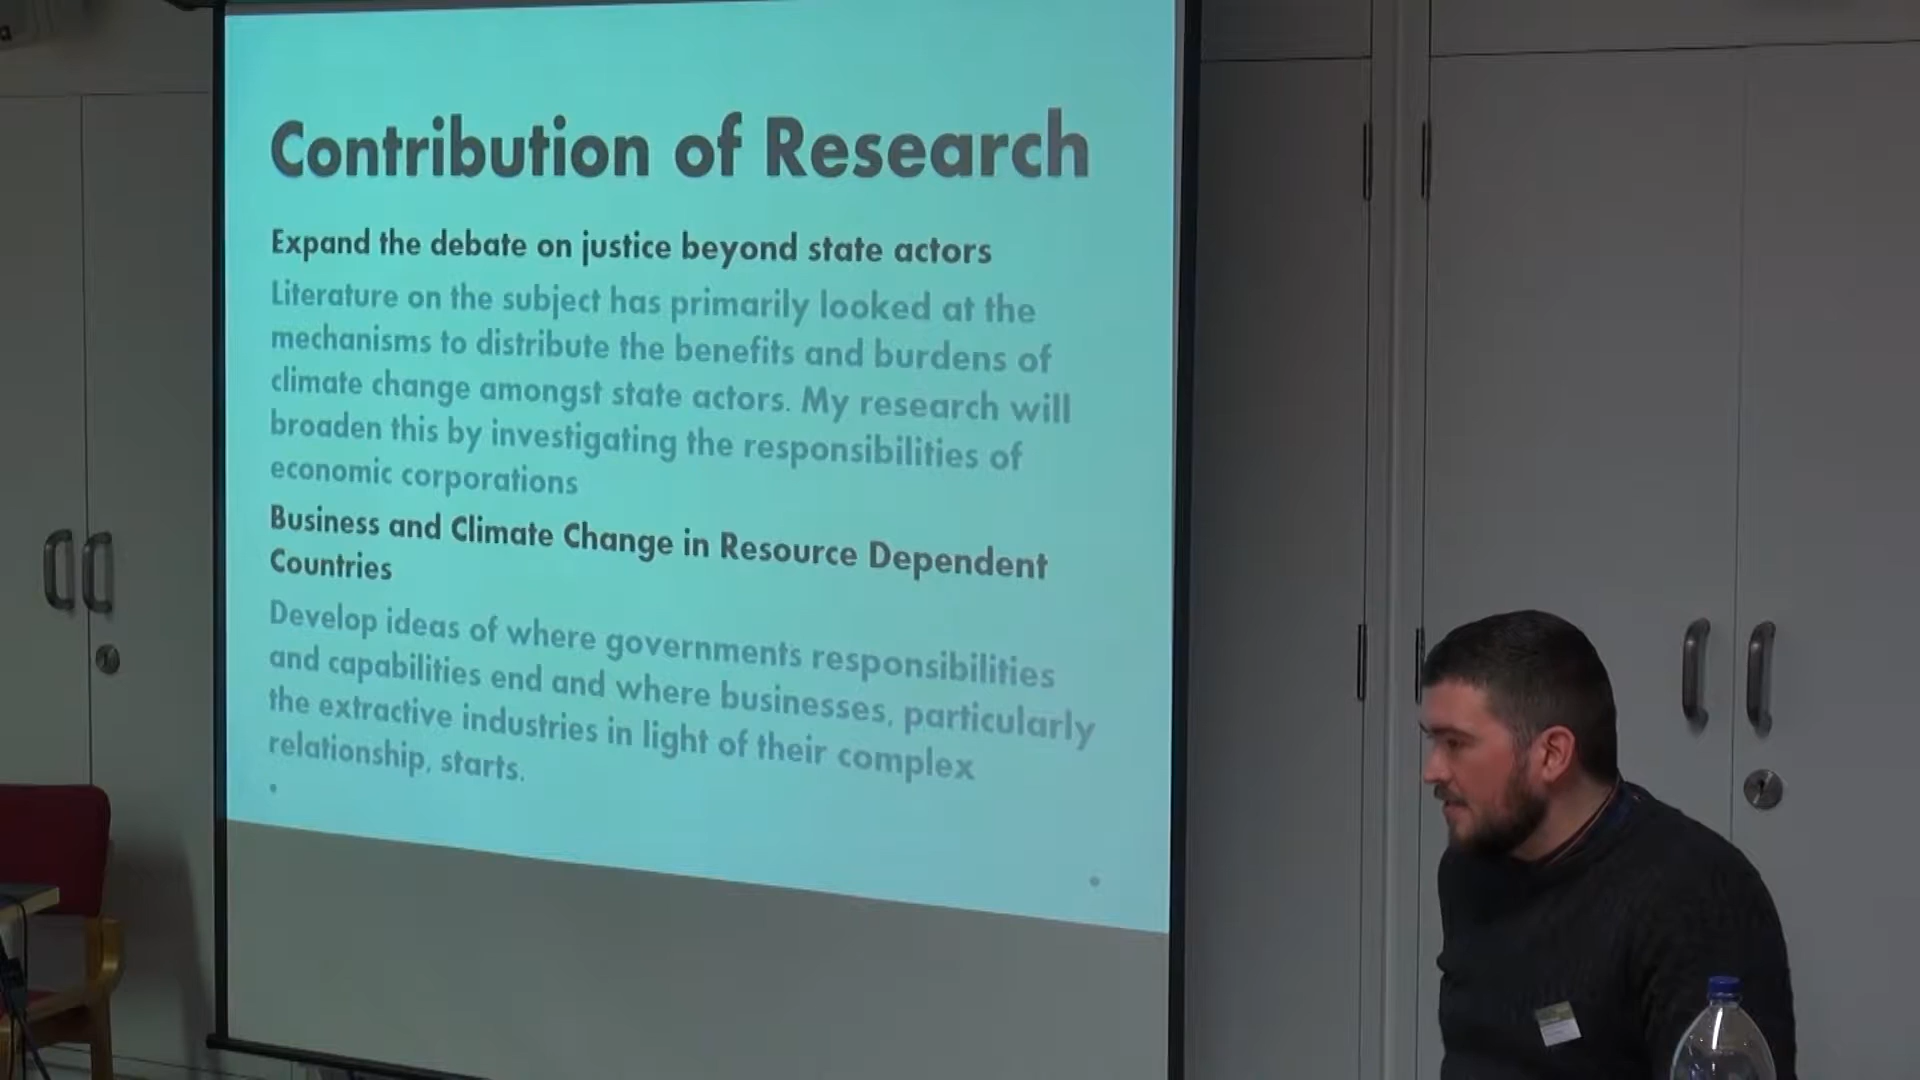 Contribution of Research
Expand the debate on justice beyond state actors
Literature on the subject has primarily looked at the
mechanisms to distribute the benefits and burdens of
climate change amongst state actors. My research will
broaden this by investigating the responsibilities of
economic corporations
Business and Climate Change in Resource Dependent
Countries
Develop ideas of where governments responsibilities
and capabilities end and where businesses, particularly
the extractive industries in light of their complex
relationship, starts.